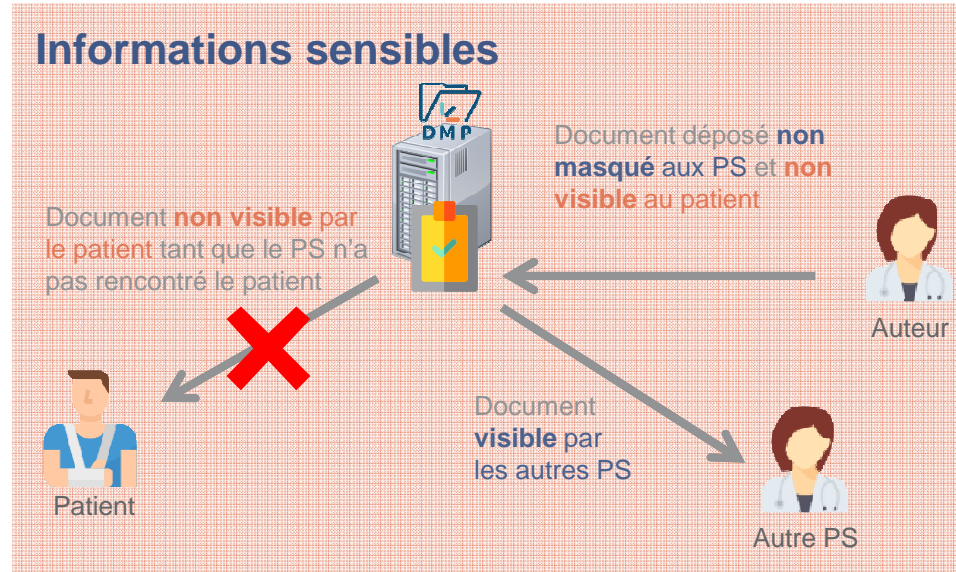 Informations sensibles
DMP
Document déposé non
masqué aux PS et non
visible au patient
Document non visible par
le patient tant que le PS n'a
pas rencontré le patient
Auteur
Document
visible par
les autres PS
Patient
Autre PS